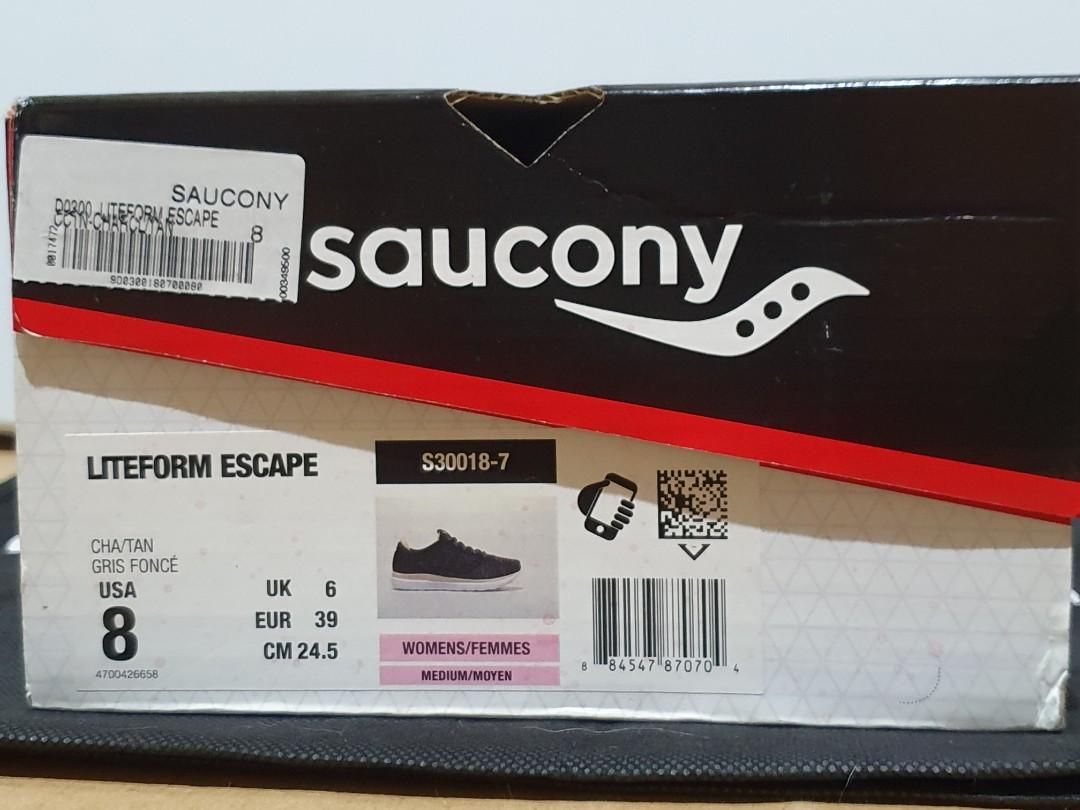 SAUCONY
D0300 LITEFORM ESCAPE
8
saucony
LITEFORM ESCAPE
S30018-7
CHA/TAN
GRIS FONCÉ
USA
8
4700426658
UK 6
EUR 39
CM 24.5
WOMENS/FEMMES
MEDIUM/MOYEN
8 84547 87070 4